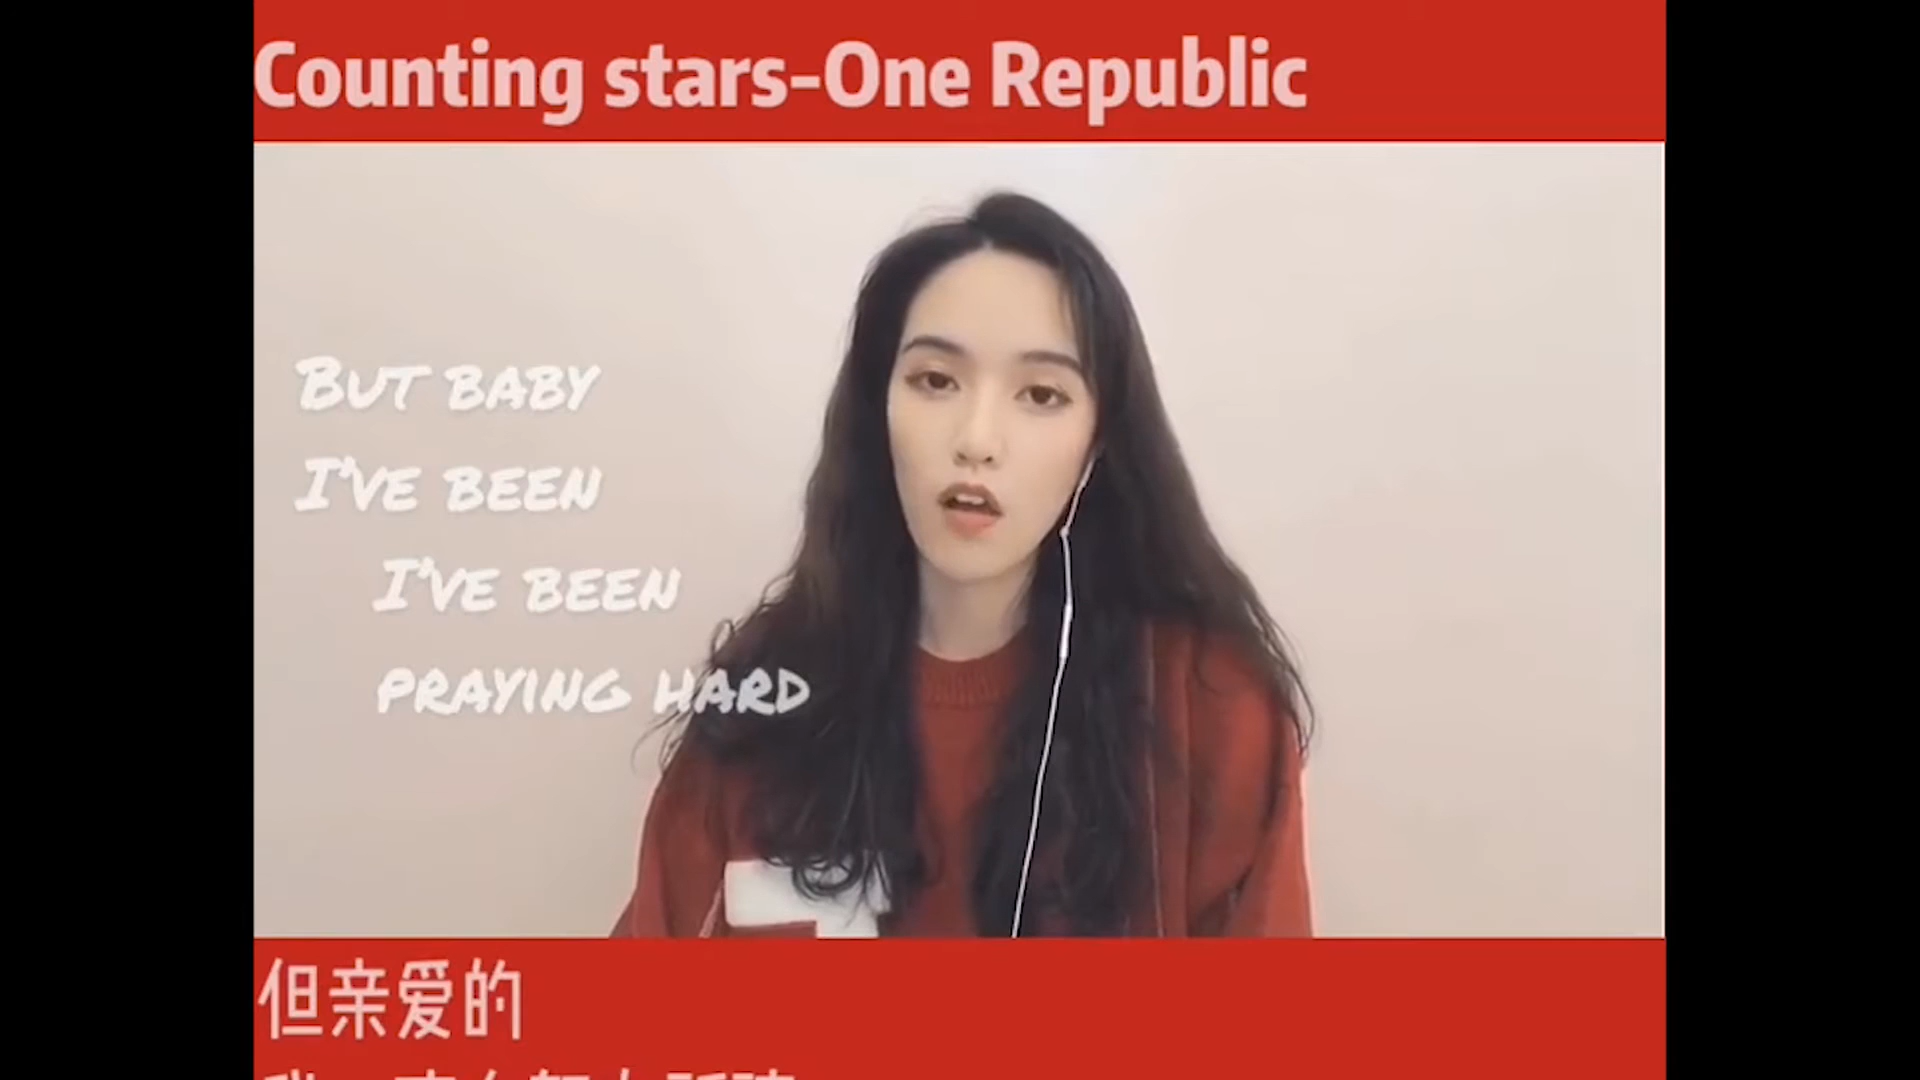 Counting stars-One Republic
BUT BABY
I'VE BEEN
I'VE BEEN
PRAYING HARD
但亲爱的